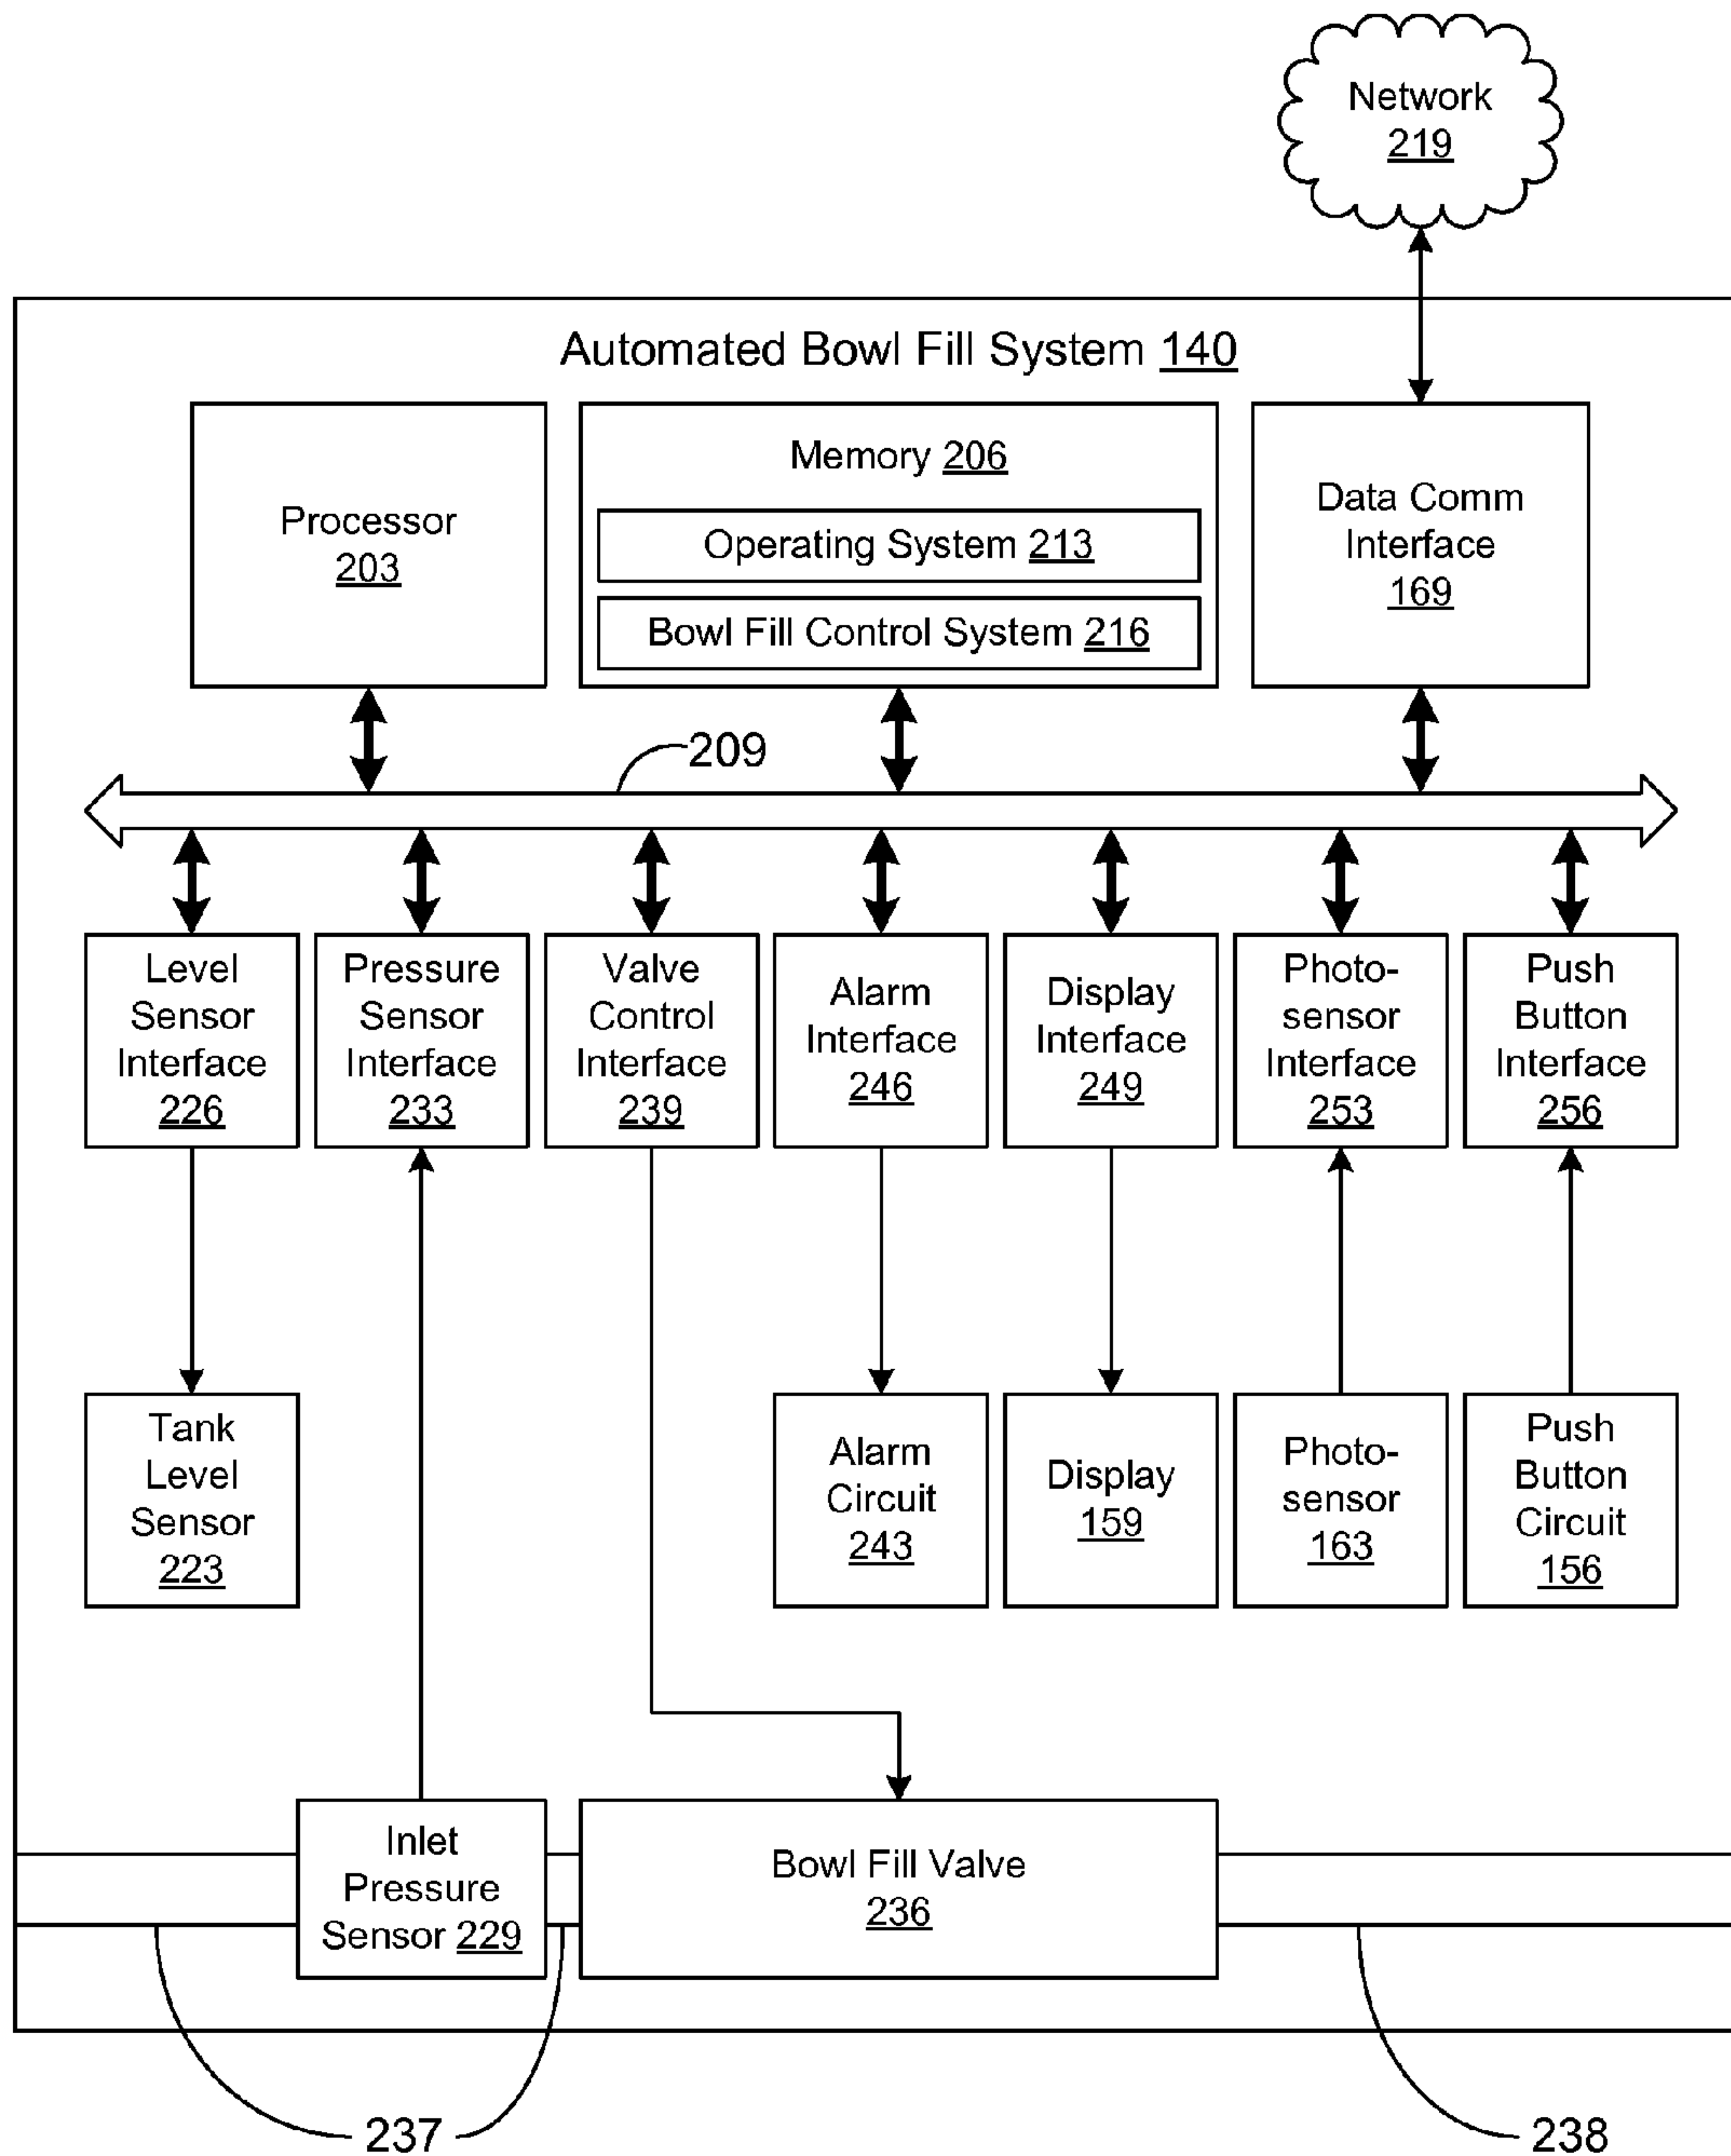 Network
219
Automated Bowl Fill System 140
Processor
203
Memory 206
Operating System 213
Bowl Fill Control System 216
Data Comm
Interface
169
209
Level
Sensor
Interface
226
Pressure
Sensor
Interface
233
Valve
Control
Interface
239
Alarm
Interface
246
Display
Interface
249
Photo-
sensor
Interface
253
Push
Button
Interface
256
Tank
Level
Sensor
223
Alarm
Circuit
243
Display
159
Photo-
sensor
163
Push
Button
Circuit
156
Inlet
Pressure
Sensor 229
Bowl Fill Valve
236
237
238